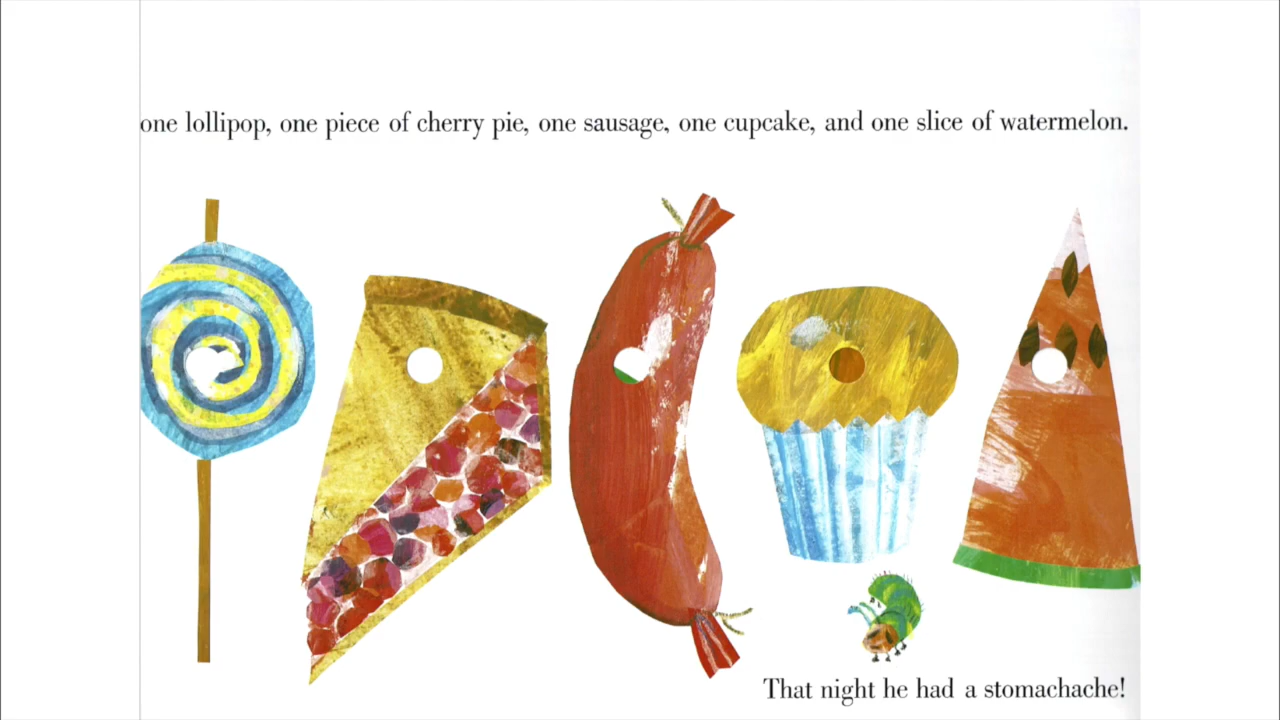 one lollipop, one piece of cherry pie, one sausage, one cupcake, and one slice of watermelon.
That night he had a stomachache!